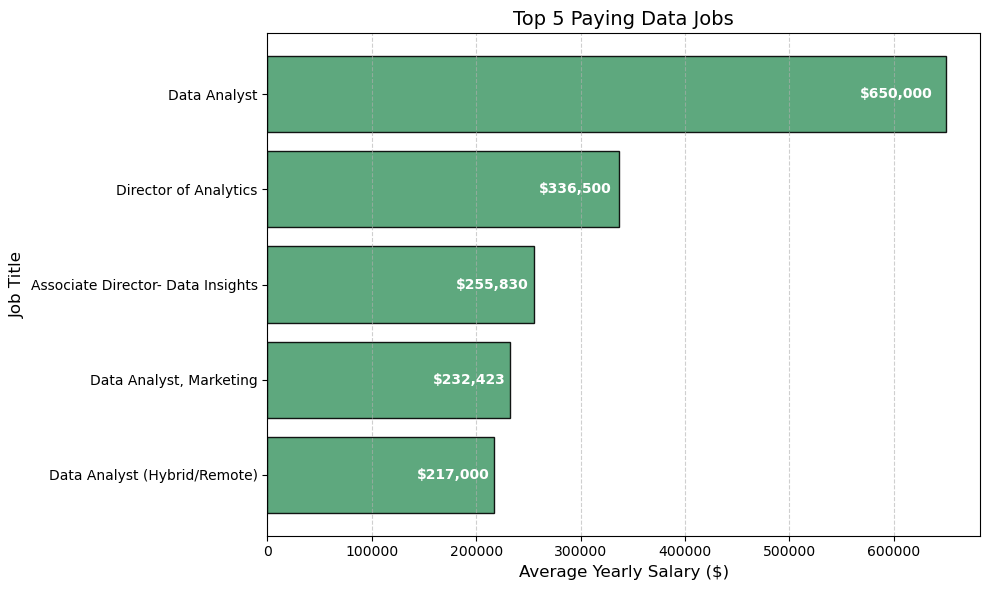 Top 5 Paying Data Jobs
Job Title
Data Analyst
$650,000
Director of Analytics
$336,500
Associate Director- Data Insights
$255,830
Data Analyst, Marketing
$232,423
Data Analyst (Hybrid/Remote)
$217,000
0 100000 200000 300000 400000 500000 600000
Average Yearly Salary ($)